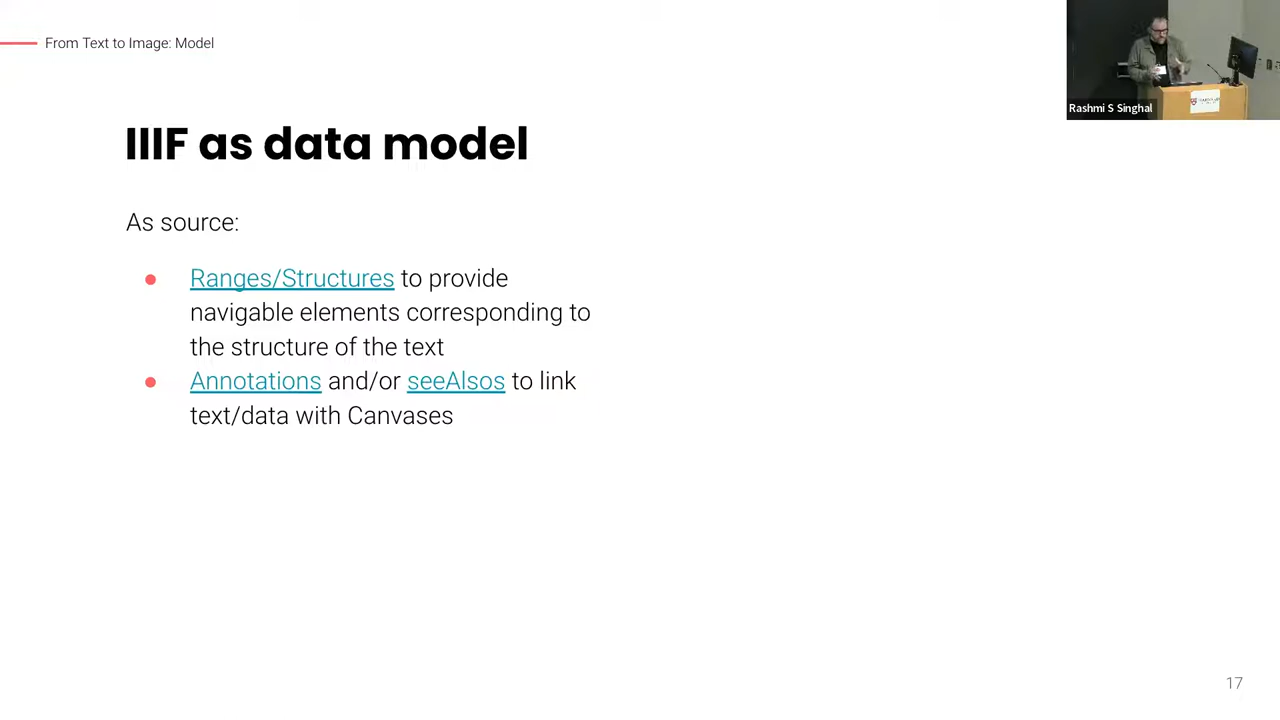 From Text to Image: Model
Rashmi S Singhal
IIIF as data model
As source:
● Ranges/Structures to provide
navigable elements corresponding to
the structure of the text
● Annotations and/or seeAlsos to link
text/data with Canvases
17